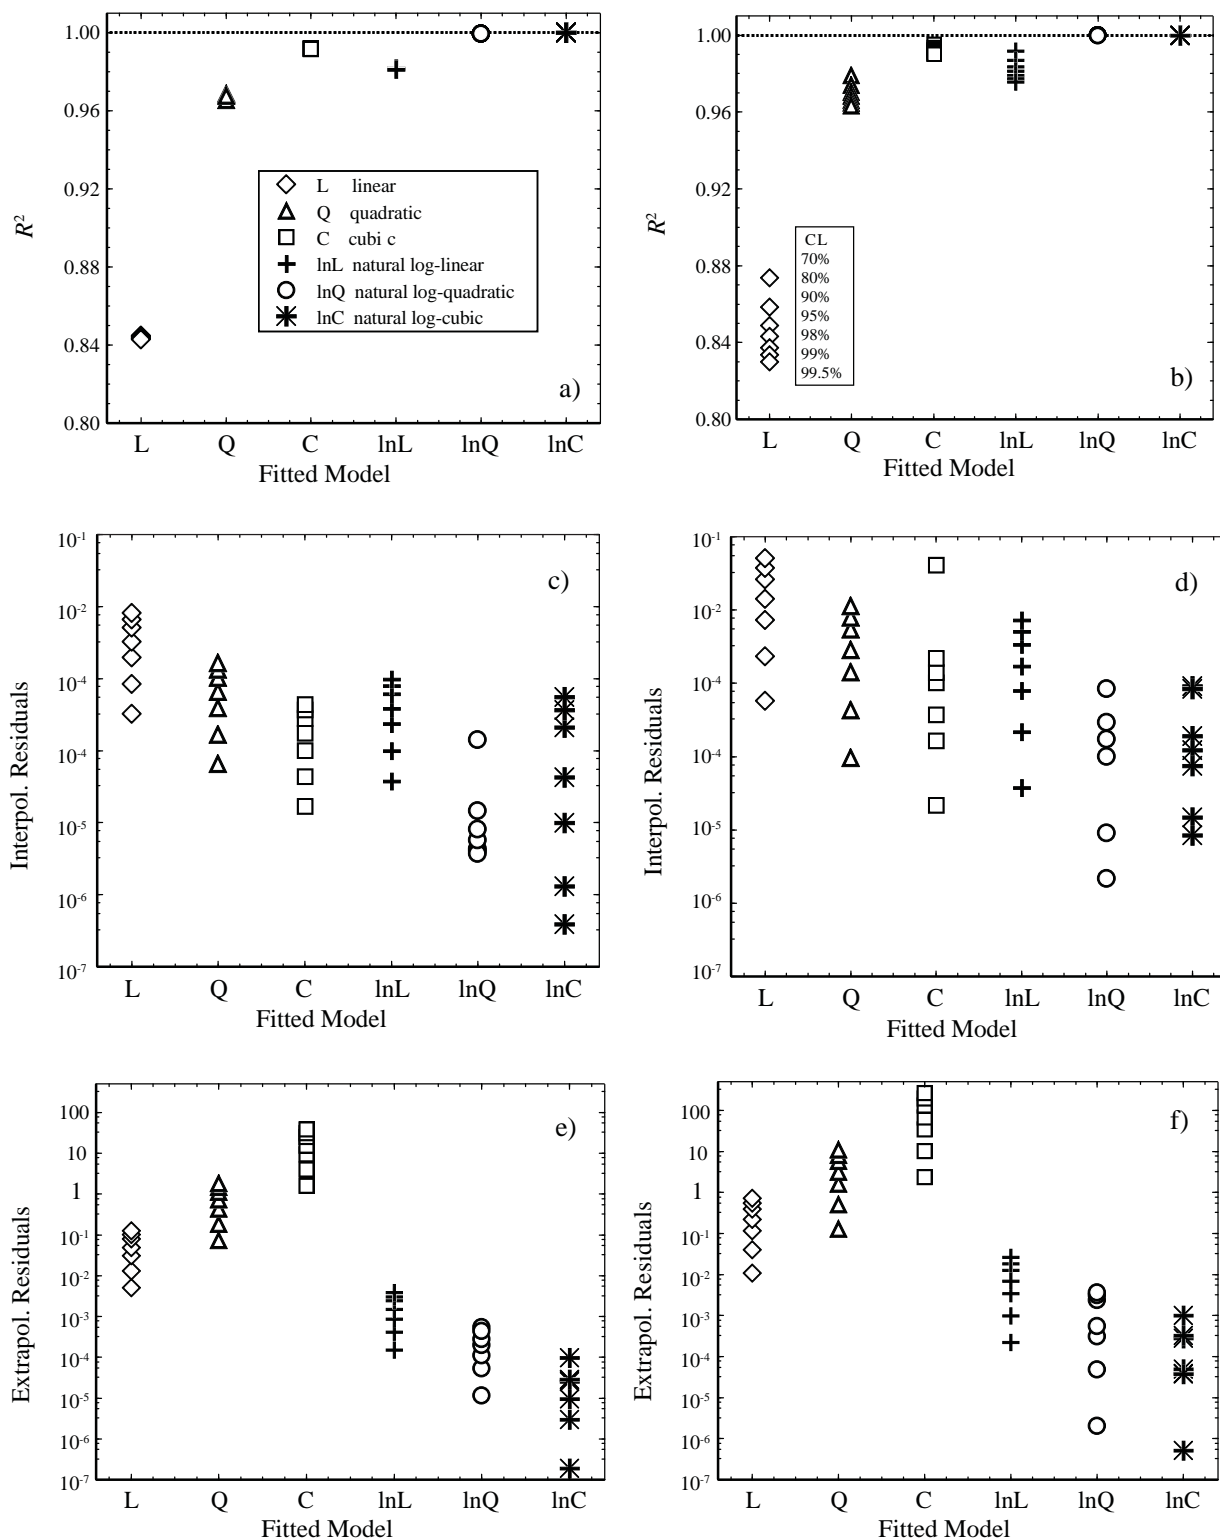 1.00
0.96
0.92
0.88
0.84
0.80
R²
L linear
Q quadratic
C cubi c
lnL natural log-linear
lnQ natural log-quadratic
lnC natural log-cubic
a)
L Q C lnL lnQ lnC
Fitted Model
1.00
0.96
0.92
0.88
0.84
0.80
R²
CL
70%
80%
90%
95%
98%
99%
99.5%
b)
L Q C lnL lnQ lnC
Fitted Model
10⁻¹
10⁻²
10⁻⁴
10⁻⁴
10⁻⁵
10⁻⁶
10⁻⁷
Interpol. Residuals
c)
L Q C lnL lnQ lnC
Fitted Model
10⁻¹
10⁻²
10⁻⁴
10⁻⁴
10⁻⁵
10⁻⁶
10⁻⁷
Interpol. Residuals
d)
L Q C lnL lnQ lnC
Fitted Model
100
10
1
10⁻¹
10⁻²
10⁻³
10⁻⁴
10⁻⁵
10⁻⁶
10⁻⁷
Extrapol. Residuals
e)
L Q C lnL lnQ lnC
Fitted Model
100
10
1
10⁻¹
10⁻²
10⁻³
10⁻⁴
10⁻⁵
10⁻⁶
10⁻⁷
Extrapol. Residuals
f)
L Q C lnL lnQ lnC
Fitted Model